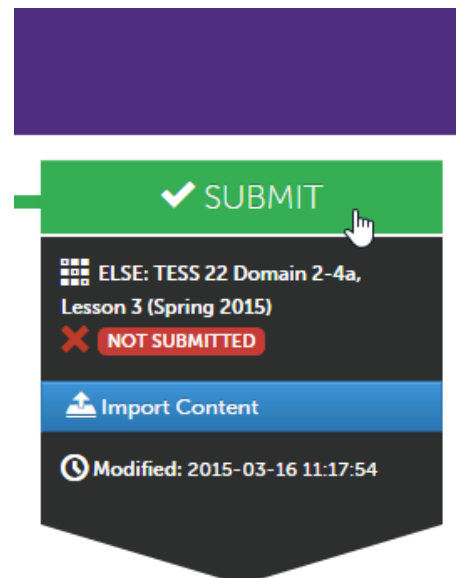 SUBMIT
ELSE: TESS 22 Domain 2-4a,
Lesson 3 (Spring 2015)
NOT SUBMITTED
Import Content
Modified: 2015-03-16 11:17:54